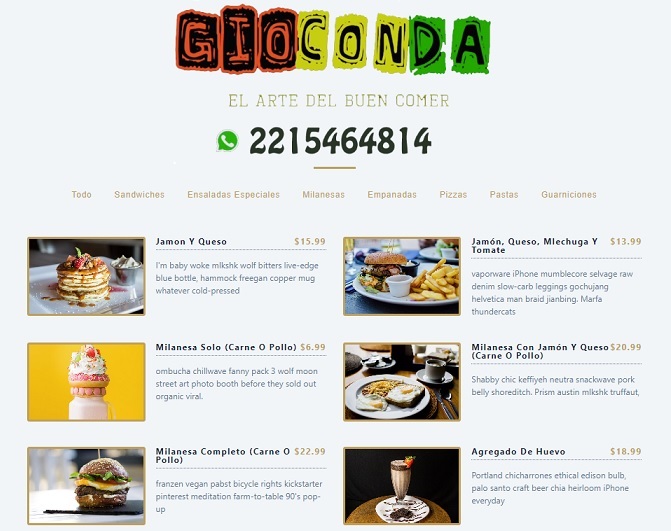 GIOCONDA
EL ARTE DEL BUEN COMER
2215464814
Todo Sandwiches Ensaladas Especiales Milanesas Empanadas Pizzas Pastas Guarniciones
Jamon Y Queso $15.99
I'm baby woke mlkshk wolf bitters live-edge
blue bottle, hammock freegan copper mug
whatever cold-pressed
Jamón, Queso, Mlechuga Y $13.99
Tomate
vaporware iPhone mumblecore selvage raw
denim slow-carb leggings gochujang
helvetica man braid jianbing. Marfa
thundercats
Milanesa Solo (Carne O Pollo) $6.99
ombucha chillwave fanny pack 3 wolf moon
street art photo booth before they sold out
organic viral.
Milanesa Con Jamón Y Queso $20.99
(Carne O Pollo)
Shabby chic keffiyeh neutra snackwave pork
belly shoreditch. Prism austin mlkshk truffaut,
Milanesa Completo (Carne O $22.99
Pollo)
franzen vegan pabst bicycle rights kickstarter
pinterest meditation farm-to-table 90's pop-
up
Agregado De Huevo $18.99
Portland chicharrones ethical edison bulb,
palo santo craft beer chia heirloom iPhone
everyday